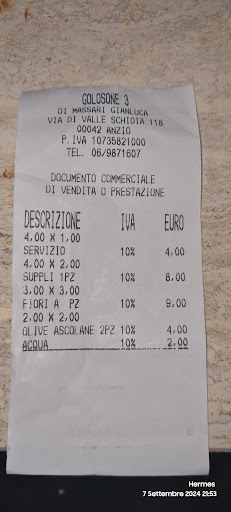 GOLOSONE 3
DI MASSARI GIANLUCA
VIA DI VALLE SCHIOIA 118
00042 ANZIO
P. IVA 10735821000
TEL. 06/9871607
DOCUMENTO COMMERCIALE
DI VENDITA O PRESTAZIONE
DESCRIZIONE IVA EURO
4,00 X 1,00
SERVIZIO 10% 4,00
4,00 X 2,00
SUPPLI 1PZ 10% 8,00
3,00 X 3,00
FIORI A PZ 10% 9,00
2,00 X 2,00
OLIVE ASCOLANE 2PZ 10% 4,00
ACQUA 10% 2,00
Hermes
7 Settembre 2024 21:53